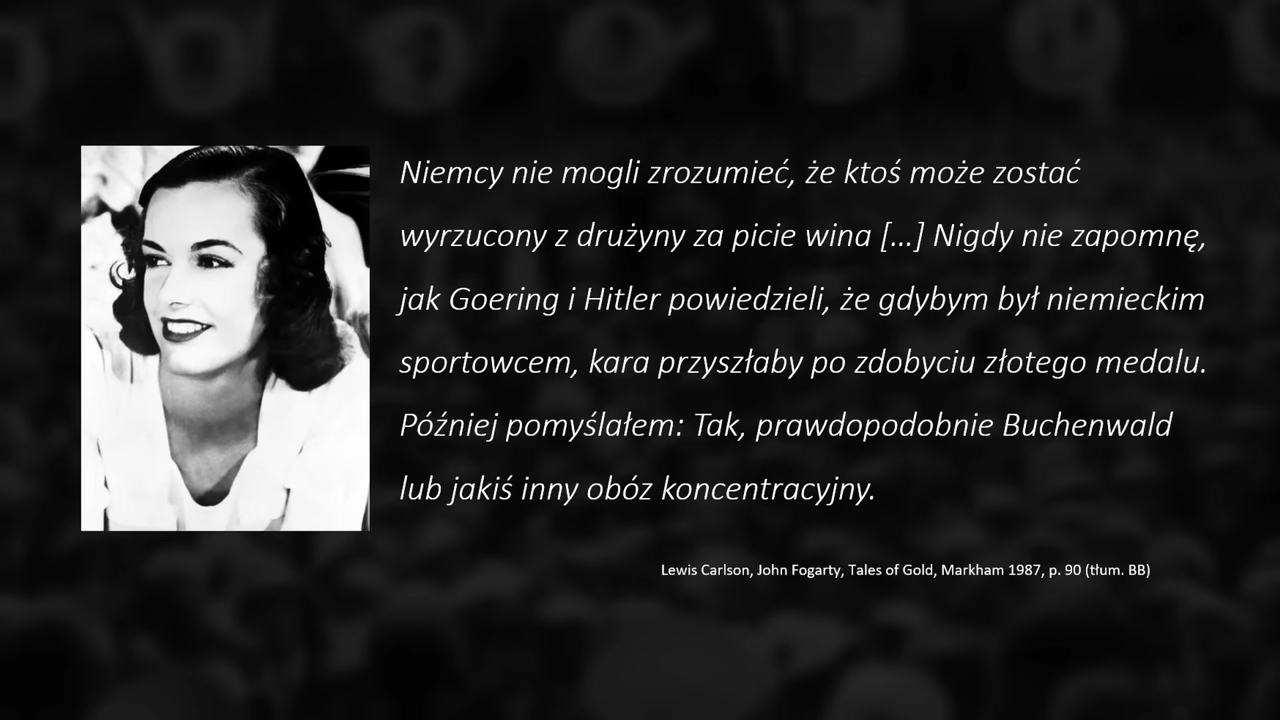 Niemcy nie mogli zrozumieć, że ktoś może zostać
wyrzucony z drużyny za picie wina [...] Nigdy nie zapomnę,
jak Goering i Hitler powiedzieli, że gdybym był niemieckim
sportowcem, kara przyszłaby po zdobyciu złotego medalu.
Później pomyślałem: Tak, prawdopodobnie Buchenwald
lub jakiś inny obóz koncentracyjny.
Lewis Carlson, John Fogarty, Tales of Gold, Markham 1987, p. 90 (tłum. BB)